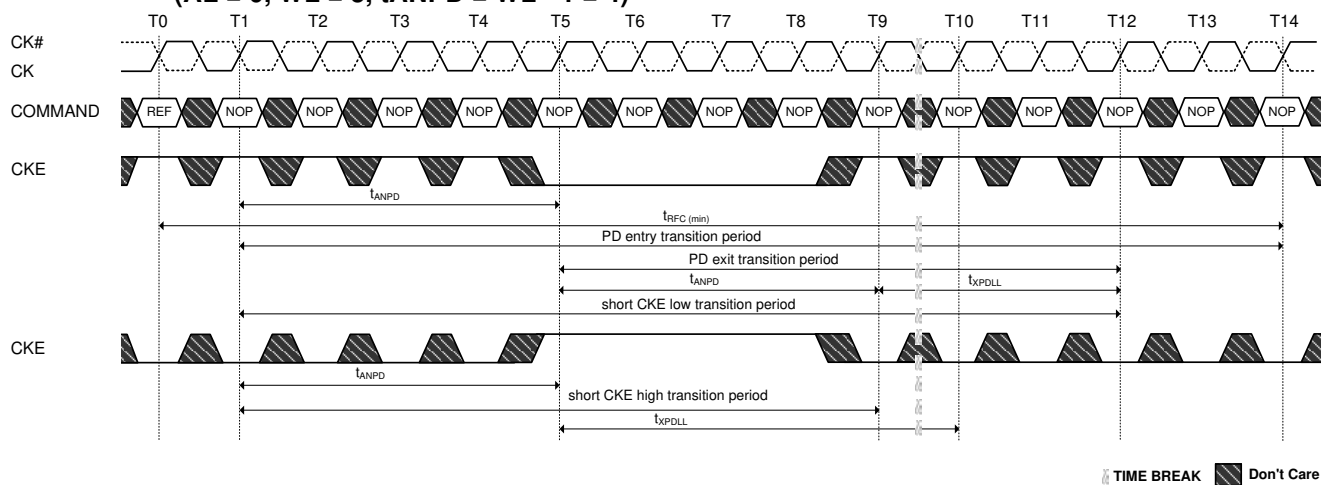 T0 T1 T2 T3 T4 T5 T6 T7 T8 T9 T10 T11 T12 T13 T14
CK#
CK
COMMAND REF NOP NOP NOP NOP NOP NOP NOP NOP NOP NOP NOP NOP NOP NOP
CKE
tANPD
tRFC (min)
PD entry transition period
PD exit transition period
tANPD tXPDLL
short CKE low transition period
CKE
tANPD
short CKE high transition period
tXPDLL
TIME BREAK Don't Care